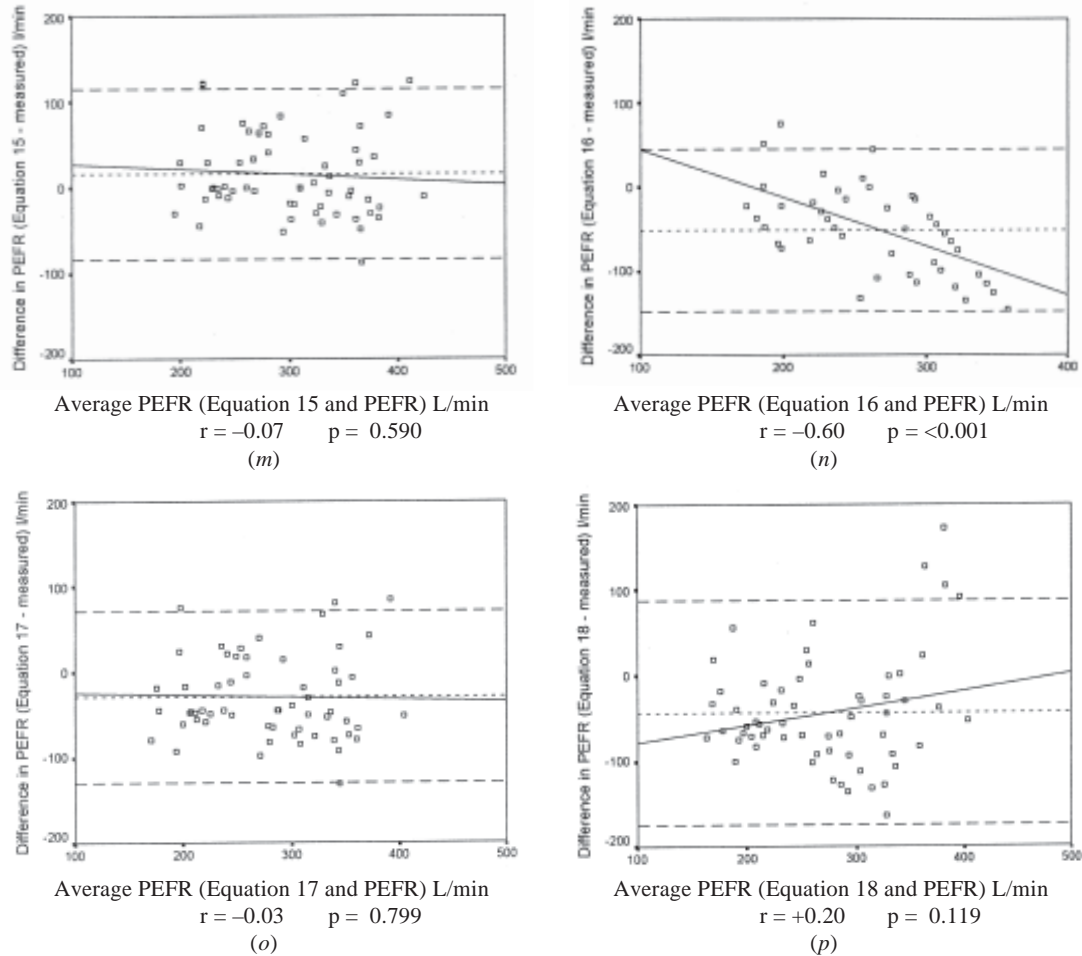 Difference in PEFR (Equation 15 - measured) l/min
200
100
0
-100
-200
100 200 300 400 500
Average PEFR (Equation 15 and PEFR) L/min
r = –0.07 p = 0.590
(m)
Difference in PEFR (Equation 16 - measured) l/min
200
100
0
-100
-200
100 200 300 400
Average PEFR (Equation 16 and PEFR) L/min
r = –0.60 p = <0.001
(n)
Difference in PEFR (Equation 17 - measured) l/min
200
100
0
-100
-200
100 200 300 400 500
Average PEFR (Equation 17 and PEFR) L/min
r = –0.03 p = 0.799
(o)
Difference in PEFR (Equation 18 - measured) l/min
200
100
0
-100
-200
100 200 300 400 500
Average PEFR (Equation 18 and PEFR) L/min
r = +0.20 p = 0.119
(p)